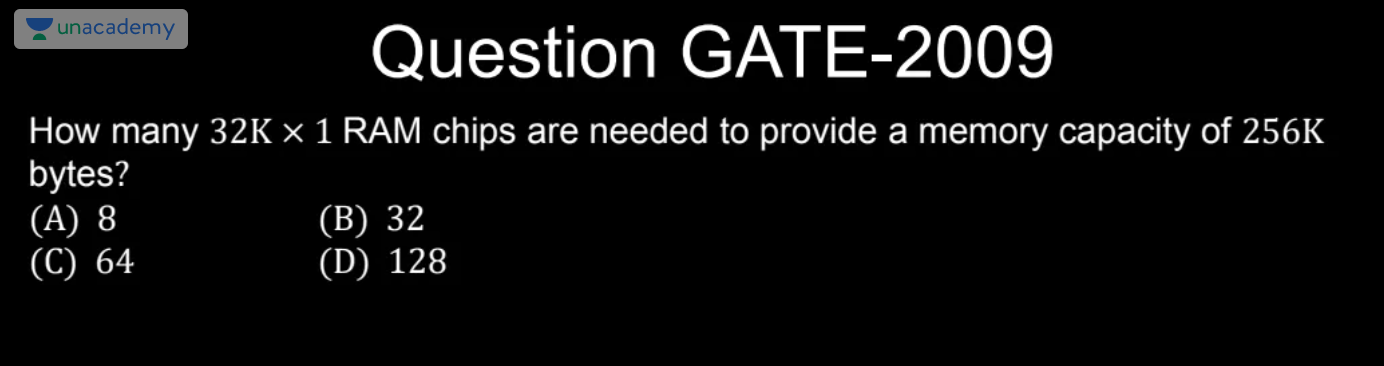 unacademy
Question GATE-2009
How many 32K × 1 RAM chips are needed to provide a memory capacity of 256K
bytes?
(A) 8 (B) 32
(C) 64 (D) 128